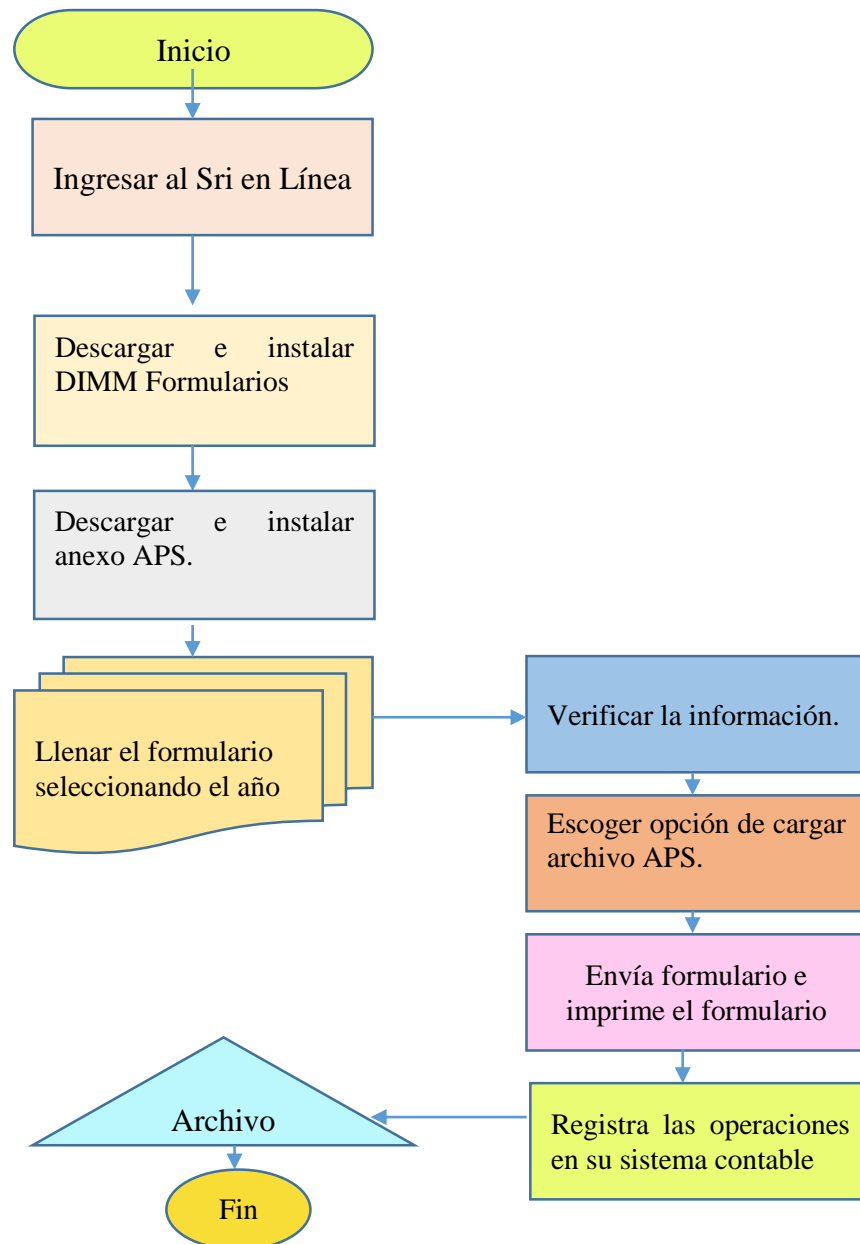 Inicio
Ingresar al Sri en Línea
Descargar e instalar
DIMM Formularios
Descargar e instalar
anexo APS.
Llenar el formulario
seleccionando el año
Verificar la información.
Escoger opción de cargar
archivo APS.
Envía formulario e
imprime el formulario
Registra las operaciones
en su sistema contable
Archivo
Fin